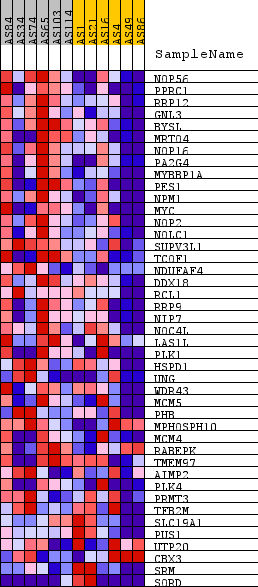 AS84
AS34
AS74
AS65
AS103
AS114
AS1
AS21
AS16
AS4
AS49
AS86
SampleName
NOP56
PPRC1
RRP12
GNL3
BYSL
MRTO4
NOP16
PA2G4
MYBBP1A
PES1
NPM1
MYC
NOP2
NOLC1
SUPV3L1
TCOF1
NDUFAF4
DDX18
RCL1
RRP9
NIP7
NOC4L
LAS1L
PLK1
HSPD1
UNG
WDR43
MCM5
PHB
MPHOSPH10
MCM4
RABEPK
TMEM97
AIMP2
PLK4
PRMT3
TFB2M
SLC19A1
PUS1
UTP20
CBX3
SRM
SORD